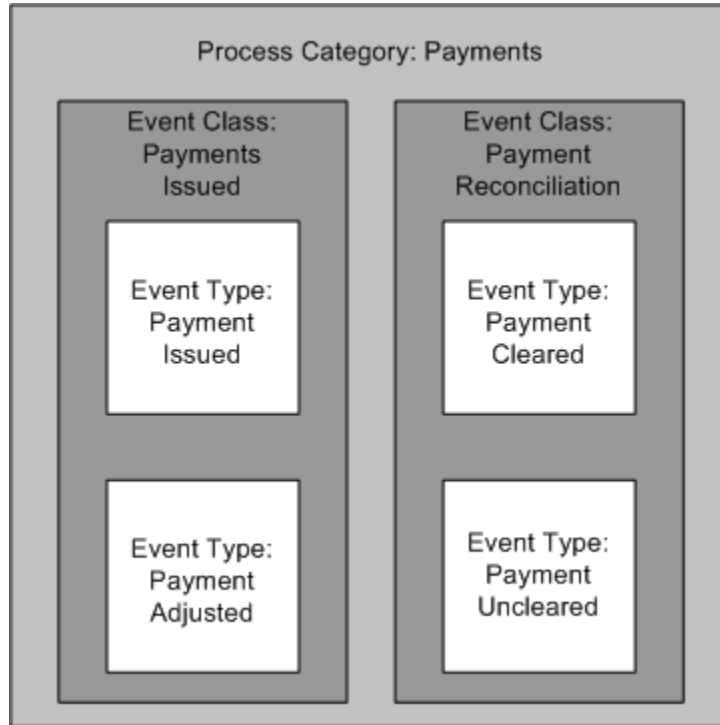 Process Category: Payments
Event Class:
Payments
Issued
Event Type:
Payment
Issued
Event Type:
Payment
Adjusted
Event Class:
Payment
Reconciliation
Event Type:
Payment
Cleared
Event Type:
Payment
Uncleared